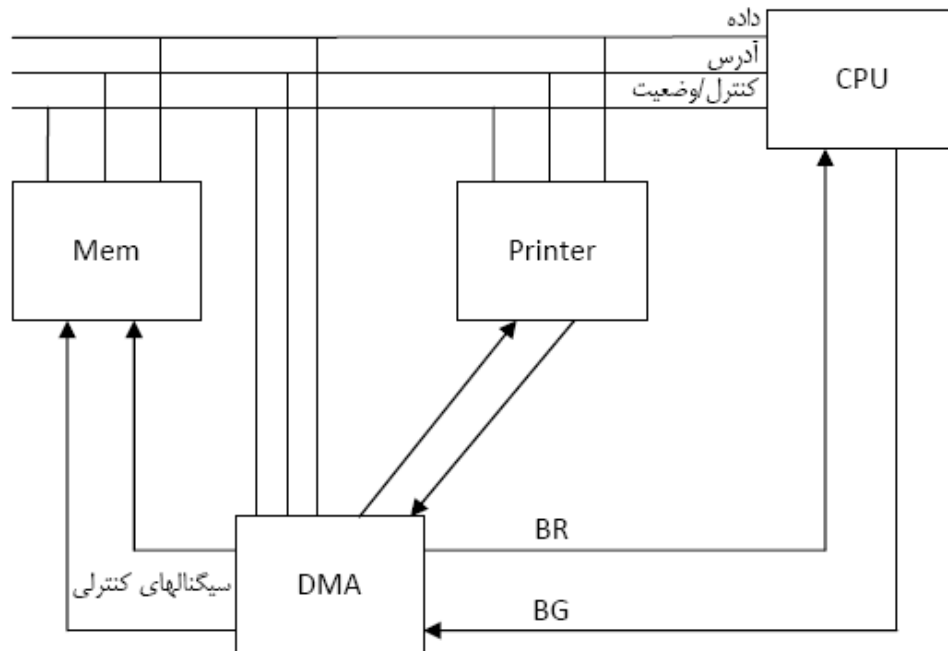 داده
آدرس
کنترل/وضعیت
CPU
Mem
Printer
BR
سیگنالهای کنترلی
DMA
BG